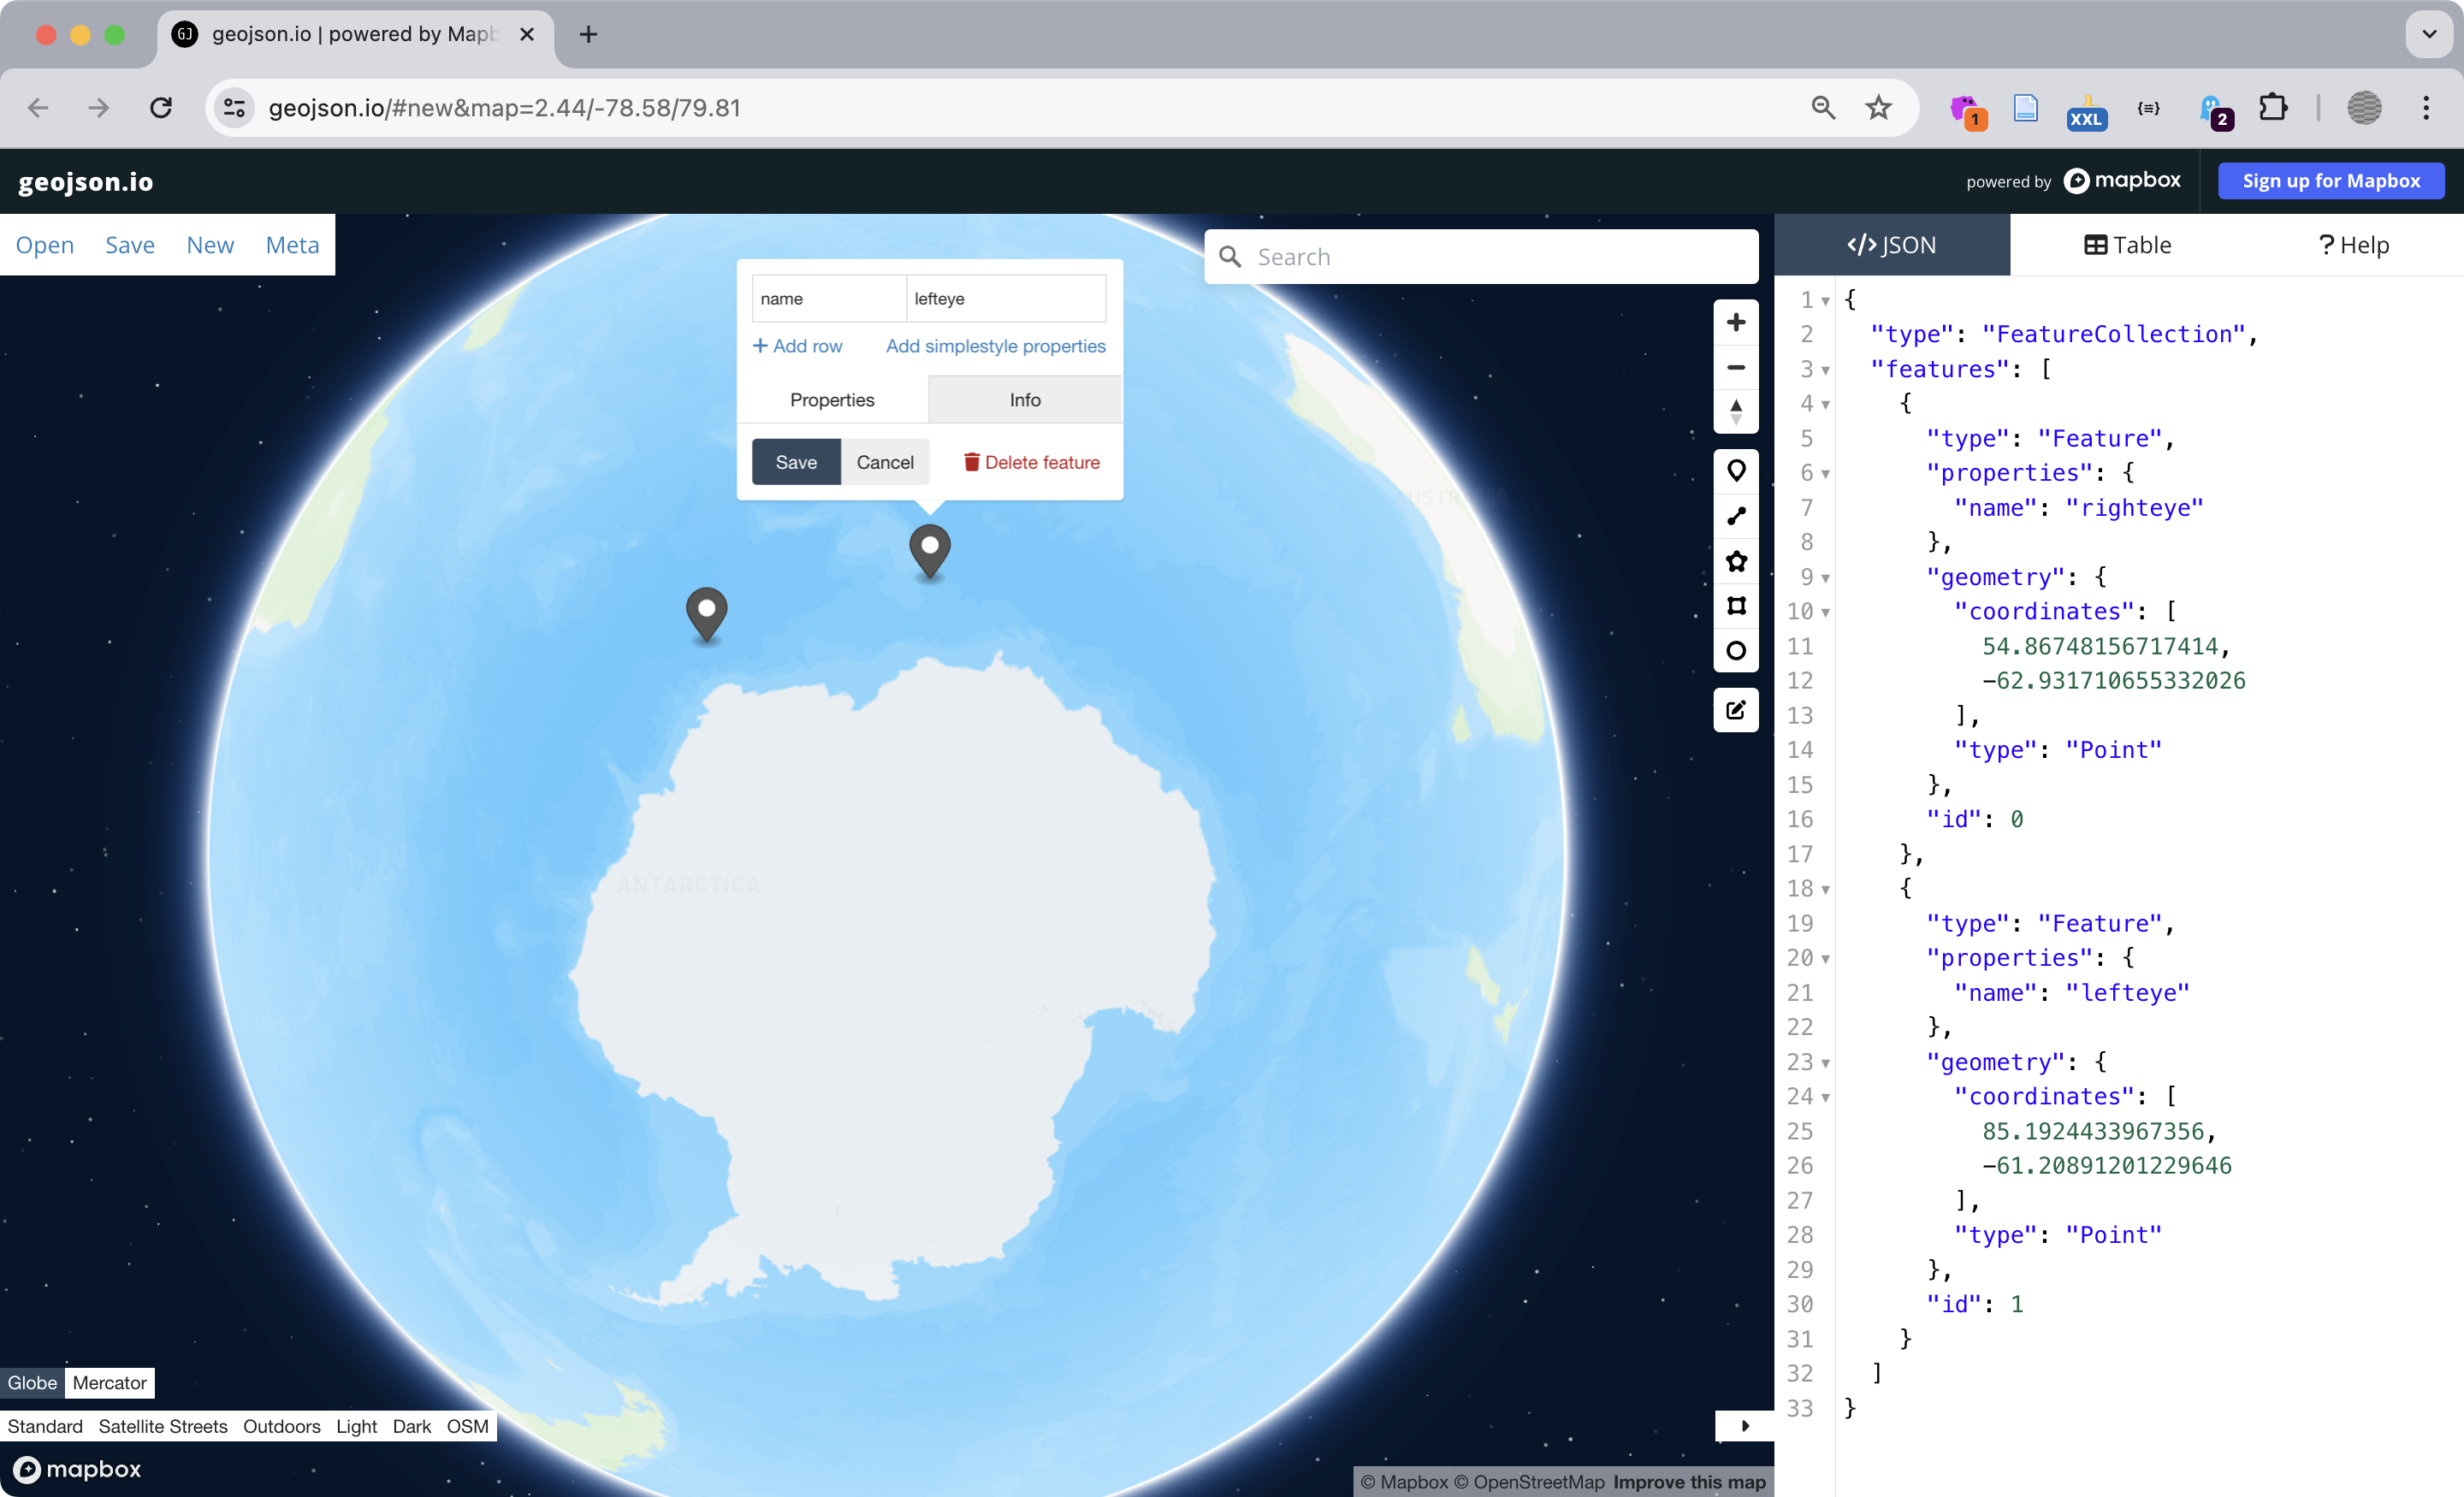 GJ geojson.io | powered by Mapb
geojson.io/#new&map=2.44/-78.58/79.81
1
XXL
2
geojson.io
powered by mapbox
Sign up for Mapbox
Open Save New Meta
Search
name lefteye
+ Add row Add simplestyle properties
Properties Info
Save Cancel Delete feature
AUSTRALIA
ANTARCTICA
Globe Mercator
Standard Satellite Streets Outdoors Light Dark OSM
mapbox
© Mapbox © OpenStreetMap Improve this map
</> JSON Table ? Help
1 {
2 "type": "FeatureCollection",
3 "features": [
4 {
5 "type": "Feature",
6 "properties": {
7 "name": "righteye"
8 },
9 "geometry": {
10 "coordinates": [
11 54.86748156717414,
12 -62.931710655332026
13 ],
14 "type": "Point"
15 },
16 "id": 0
17 },
18 {
19 "type": "Feature",
20 "properties": {
21 "name": "lefteye"
22 },
23 "geometry": {
24 "coordinates": [
25 85.1924433967356,
26 -61.20891201229646
27 ],
28 "type": "Point"
29 },
30 "id": 1
31 }
32 ]
33 }